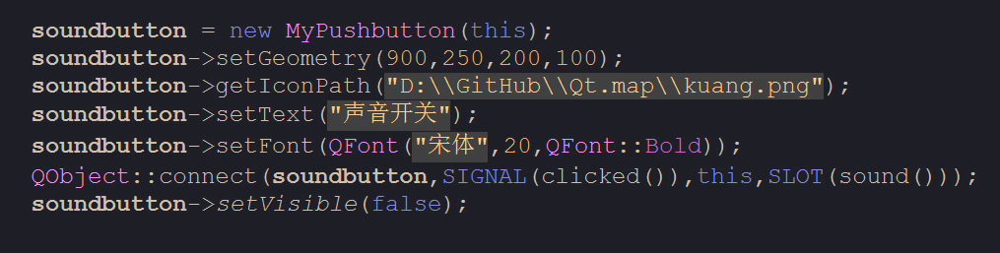 soundbutton = new MyPushbutton(this);
soundbutton->setGeometry(900,250,200,100);
soundbutton->getIconPath("D:\\GitHub\\Qt.map\\kuang.png");
soundbutton->setText("声音开关");
soundbutton->setFont(QFont("宋体",20,QFont::Bold));
QObject::connect(soundbutton,SIGNAL(clicked()),this,SLOT(sound()));
soundbutton->setVisible(false);